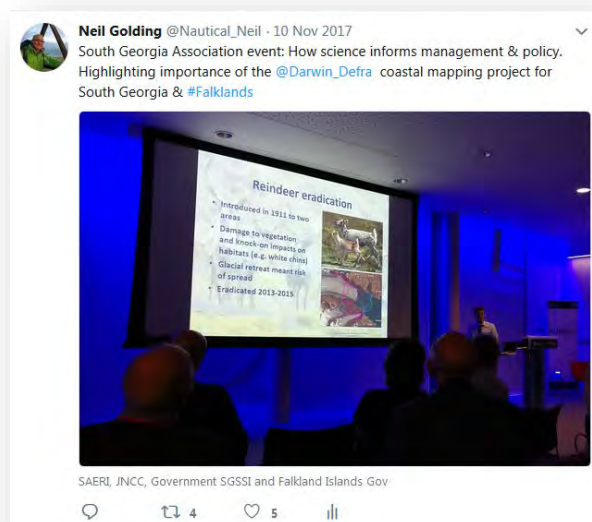 Neil Golding @Nautical_Neil · 10 Nov 2017
South Georgia Association event: How science informs management & policy.
Highlighting importance of the @Darwin_Defra coastal mapping project for
South Georgia & #Falklands
Reindeer eradication
• Introduced in 1911 to two
areas
• Damage to vegetation
and knock-on impacts on
habitats (e.g. white chins)
• Glacial retreat meant risk
of spread
• Eradicated 2013-2015
SAERI, JNCC, Government SGSSI and Falkland Islands Gov
4 5